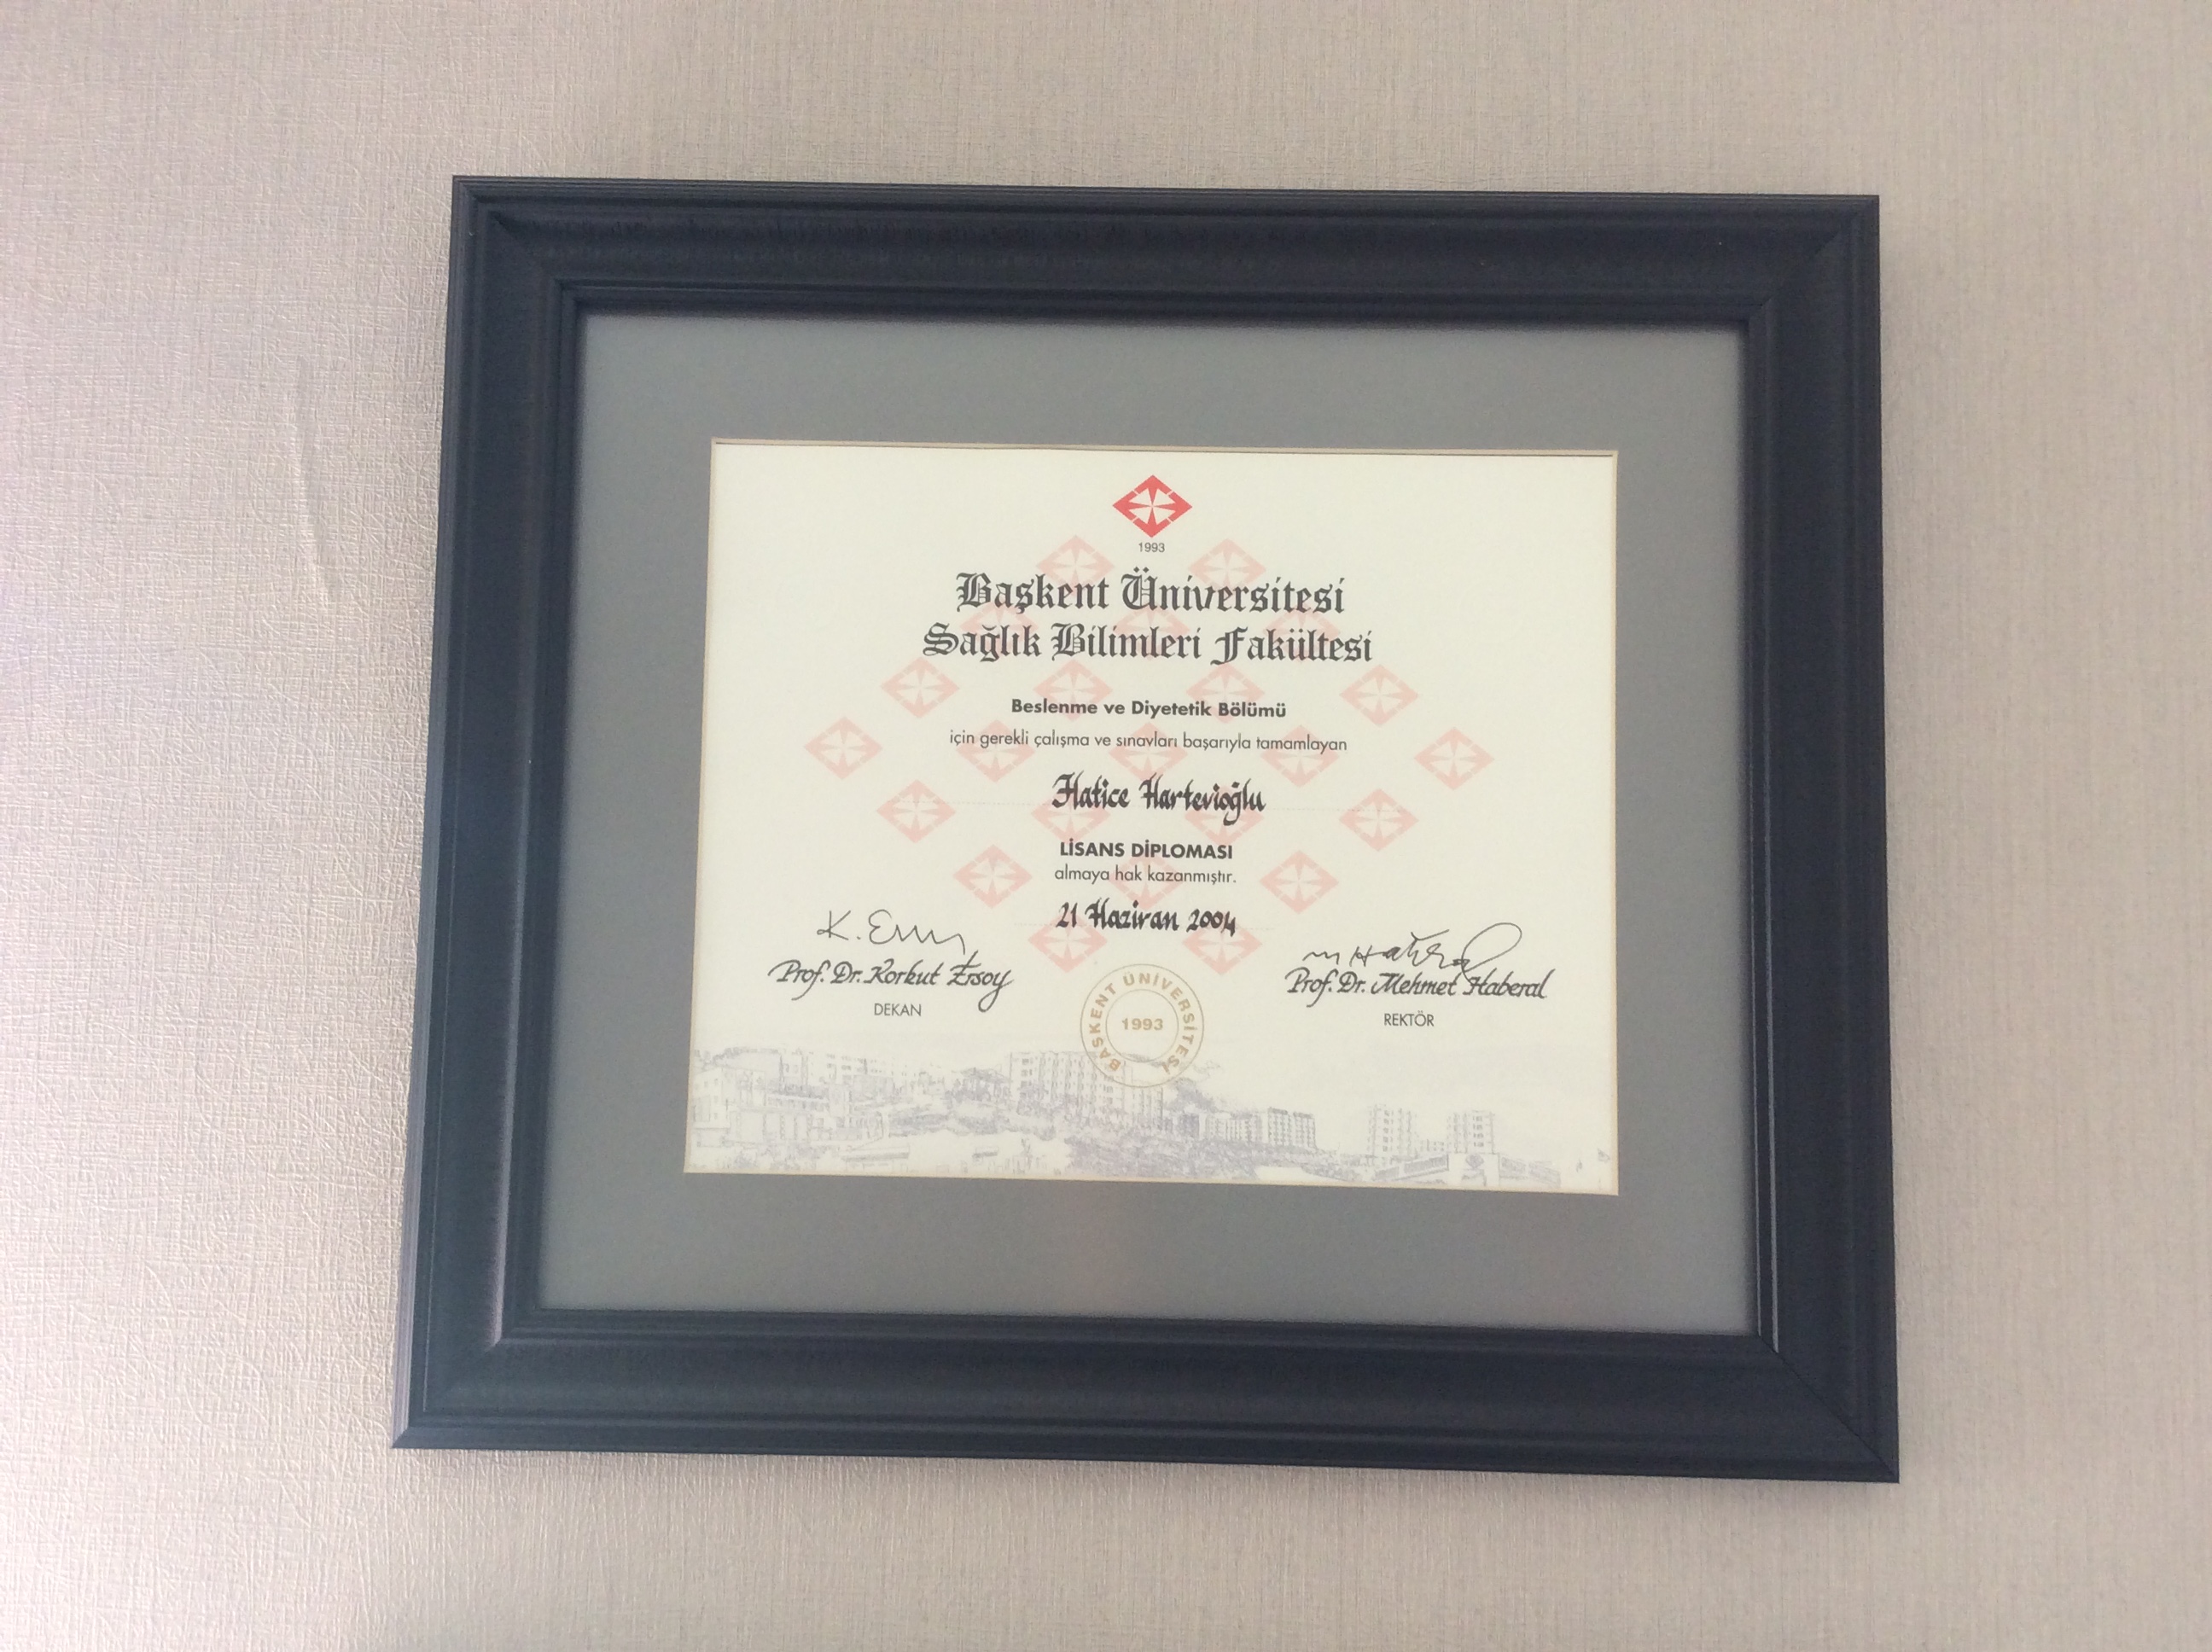 1993
Başkent Üniversitesi
Sağlık Bilimleri Fakültesi
Beslenme ve Diyetetik Bölümü
için gerekli çalışma ve sınavları başarıyla tamamlayan
Hatice Hartevioğlu
LİSANS DİPLOMASI
almaya hak kazanmıştır.
21 Haziran 2004
K. Ersoy
Prof. Dr. Korkut Ersoy
DEKAN
M Haberal
Prof. Dr. Mehmet Haberal
REKTÖR
BAŞKENT ÜNİVERSİTESİ
1993